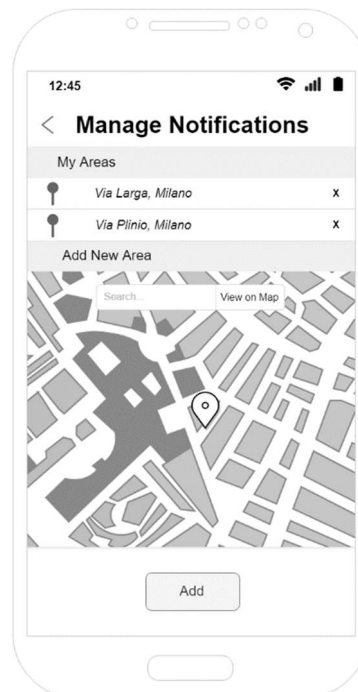 12:45
Manage Notifications
My Areas
Via Larga, Milano x
Via Plinio, Milano x
Add New Area
Search... View on Map
Add